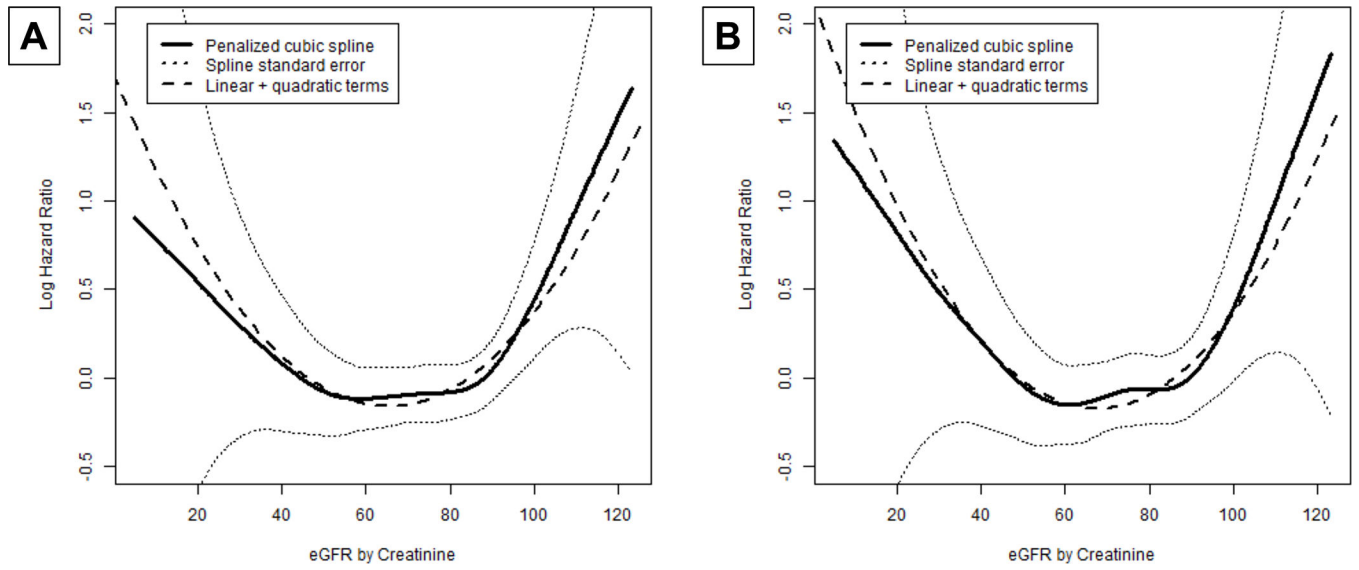 A
Penalized cubic spline
Spline standard error
Linear + quadratic terms
Log Hazard Ratio
2.0
1.5
1.0
0.5
0.0
-0.5
20 40 60 80 100 120
eGFR by Creatinine
B
Penalized cubic spline
Spline standard error
Linear + quadratic terms
Log Hazard Ratio
2.0
1.5
1.0
0.5
0.0
-0.5
20 40 60 80 100 120
eGFR by Creatinine